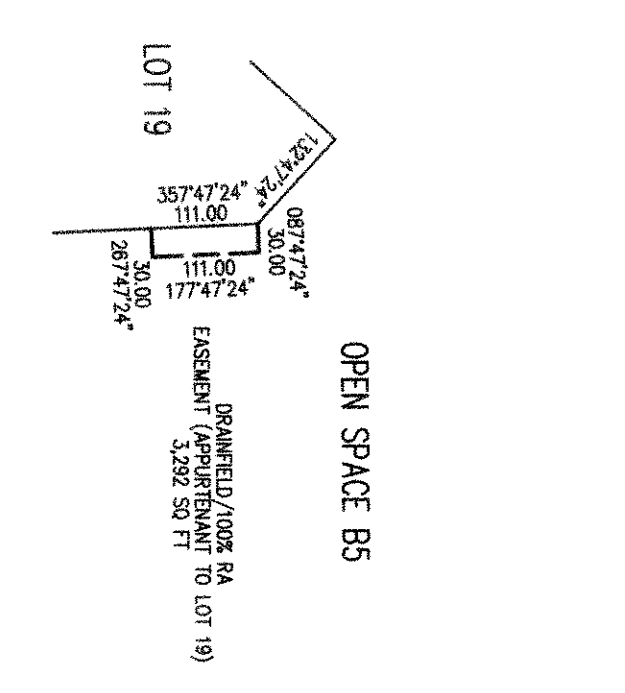 LOT 19
132°47'24"
357°47'24"
111.00
087°47'24"
30.00
111.00
177°47'24"
30.00
267°47'24"
OPEN SPACE B5
DRAINFIELD/100% RA
EASEMENT (APPURTENANT TO LOT 19)
3,292 SQ FT